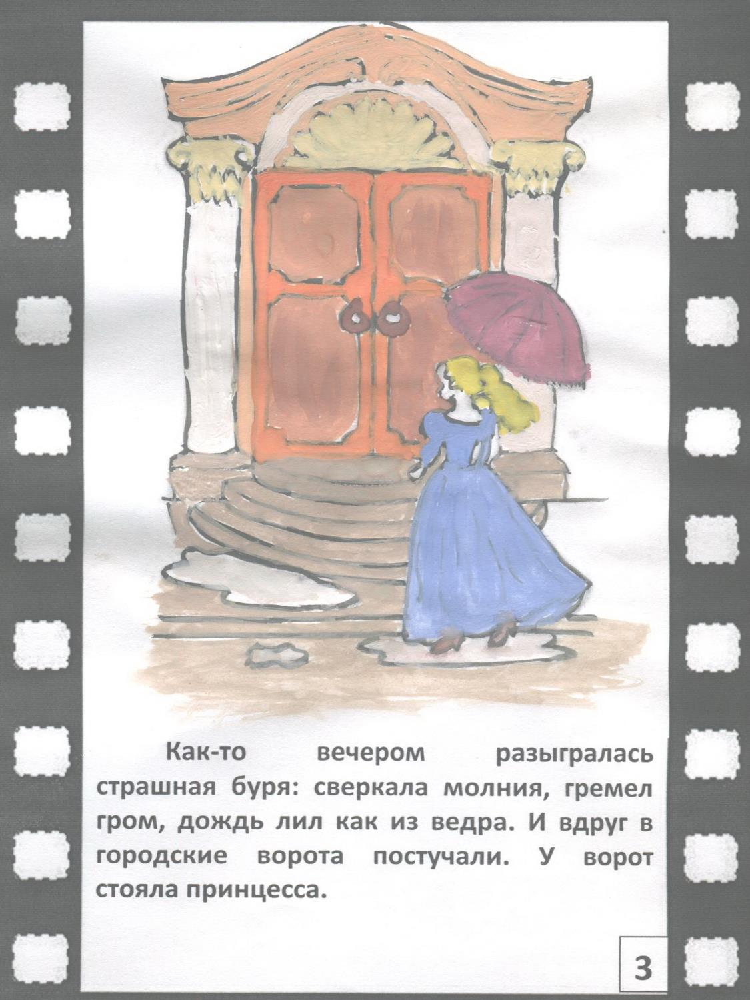 Как-то вечером разыгралась
страшная буря: сверкала молния, гремел
гром, дождь лил как из ведра. И вдруг в
городские ворота постучали. У ворот
стояла принцесса.
3